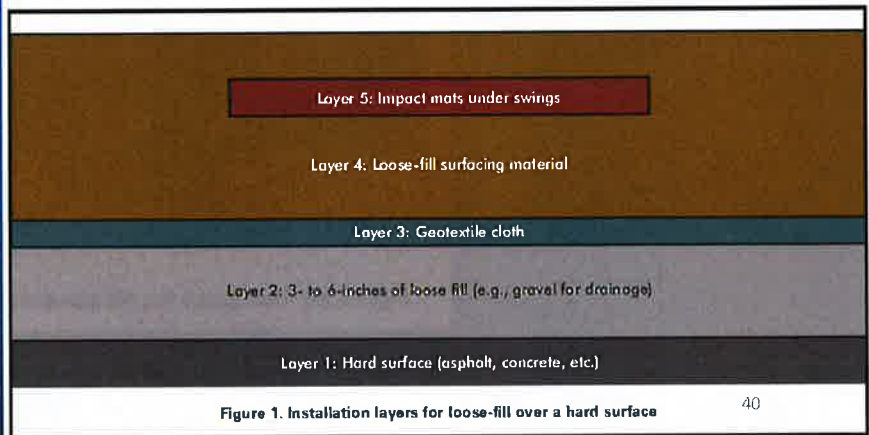 Layer 5: Impact mats under swings
Layer 4: Loose-fill surfacing material
Layer 3: Geotextile cloth
Layer 2: 3- to 6-inches of loose fill (e.g., gravel for drainage)
Layer 1: Hard surface (asphalt, concrete, etc.)
Figure 1. Installation layers for loose-fill over a hard surface
40